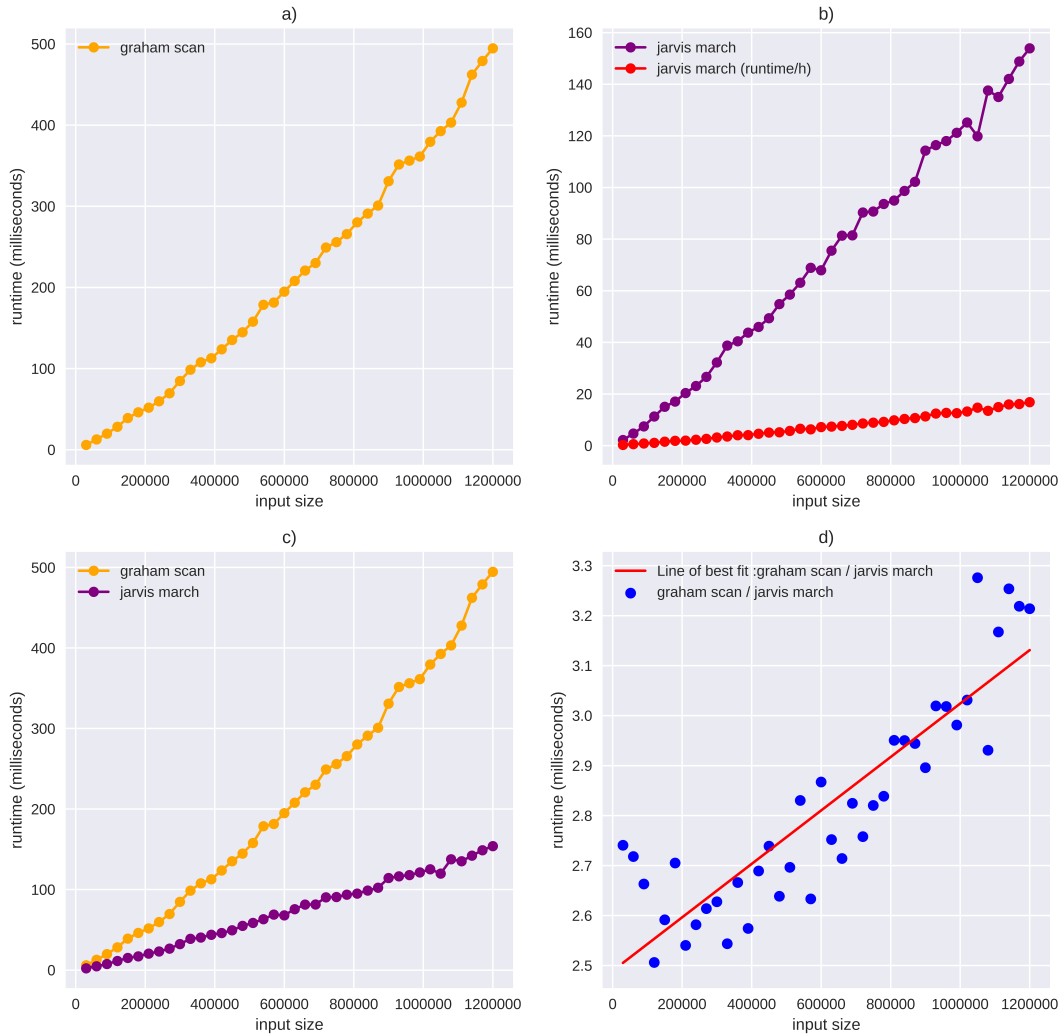 a)
graham scan
500
400
300
200
100
0
runtime (milliseconds)
0 200000 400000 600000 800000 1000000 1200000
input size
b)
jarvis march
jarvis march (runtime/h)
160
140
120
100
80
60
40
20
0
runtime (milliseconds)
0 200000 400000 600000 800000 1000000 1200000
input size
c)
graham scan
jarvis march
500
400
300
200
100
0
runtime (milliseconds)
0 200000 400000 600000 800000 1000000 1200000
input size
d)
Line of best fit :graham scan / jarvis march
graham scan / jarvis march
3.3
3.2
3.1
3.0
2.9
2.8
2.7
2.6
2.5
runtime (milliseconds)
0 200000 400000 600000 800000 1000000 1200000
input size